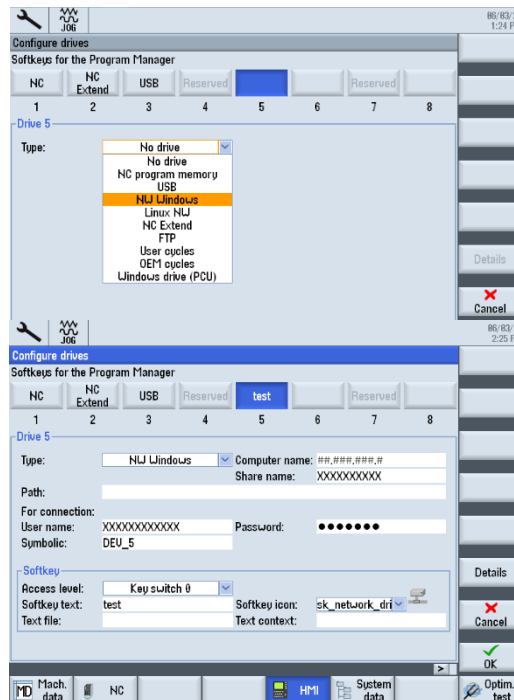 JOG
06/03/
1:24 P
Configure drives
Softkeys for the Program Manager
NC
NC Extend
USB
Reserved
Reserved
1 2 3 4 5 6 7 8
Drive 5
Type: No drive
No drive
NC program memory
USB
NW Windows
Linux NW
NC Extend
FTP
User cycles
OEM cycles
Windows drive (PCU)
Details
Cancel
JOG
06/03/
2:25 P
Configure drives
Softkeys for the Program Manager
NC
NC Extend
USB
Reserved
test
Reserved
1 2 3 4 5 6 7 8
Drive 5
Type: NW Windows Computer name: ##.###.###.#
Share name: XXXXXXXXXX
Path:
For connection:
User name: XXXXXXXXXXXX Password: ●●●●●●●
Symbolic: DEV_5
Softkey
Access level: Key switch 0
Softkey text: test Softkey icon: sk_network_dri
Text file: Text context:
Details
Cancel
OK
>
MD Mach. data
NC
HMI
System data
Optim. test